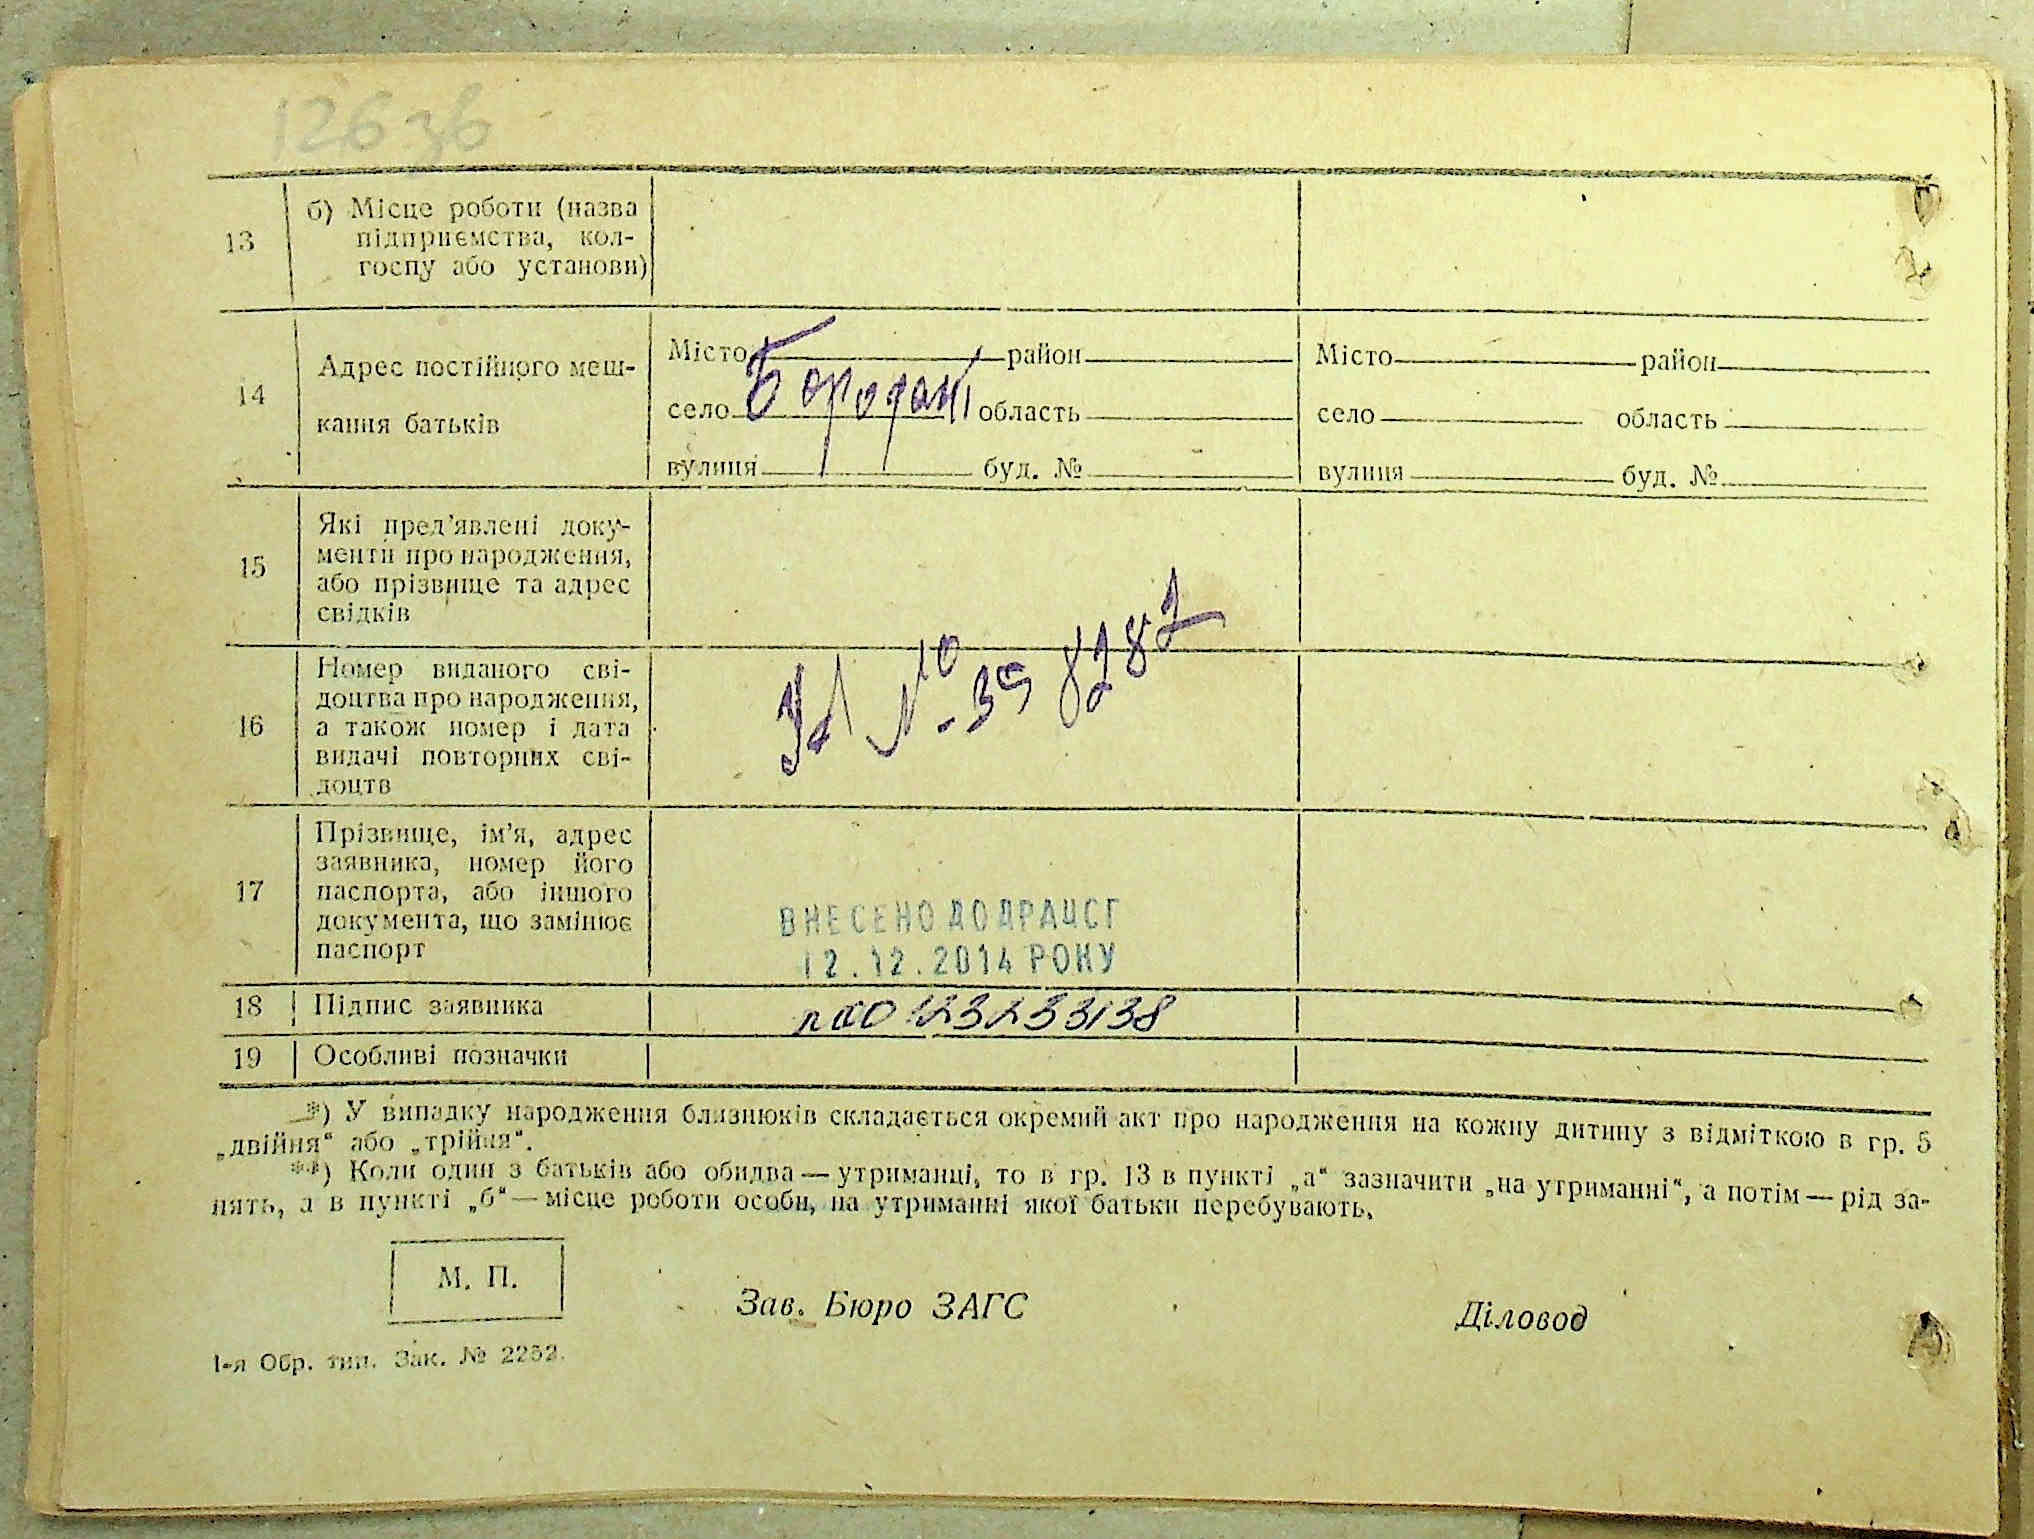 126 зв
13 б) Місце роботи (назва
підприємства, кол-
госпу або установи)
14 Адрес постійного меш-
кання батьків
Місто район
село Бородані область
вулиця буд. №
Місто район
село область
вулиця буд. №
15 Які пред’явлені доку-
менти про народження,
або прізвище та адрес
свідків
16 Номер виданого сві-
доцтва про народження,
а також номер і дата
видачі повторних сві-
доцтв
№ 39
17 Прізвище, ім’я, адрес
заявника, номер його
паспорта, або іншого
документа, що замінює
паспорт
ВНЕСЕНО ДО ДРАЦСГ
12.12.2014 РОКУ
18 Підпис заявника
00123233138
19 Особливі позначки
*) У випадку народження близнюків складається окремий акт про народження на кожну дитину з відміткою в гр. 5
„двійня“ або „трійня“.
**) Коли один з батьків або обидва — утриманці, то в гр. 13 в пункті „а“ зазначити „на утриманні“, а потім — рід за-
нять, а в пункті „б“ — місце роботи особи, на утриманні якої батьки перебувають.
М. П.
Зав. Бюро ЗАГС
Діловод
1-я Обр. тип. Зак. № 2252.